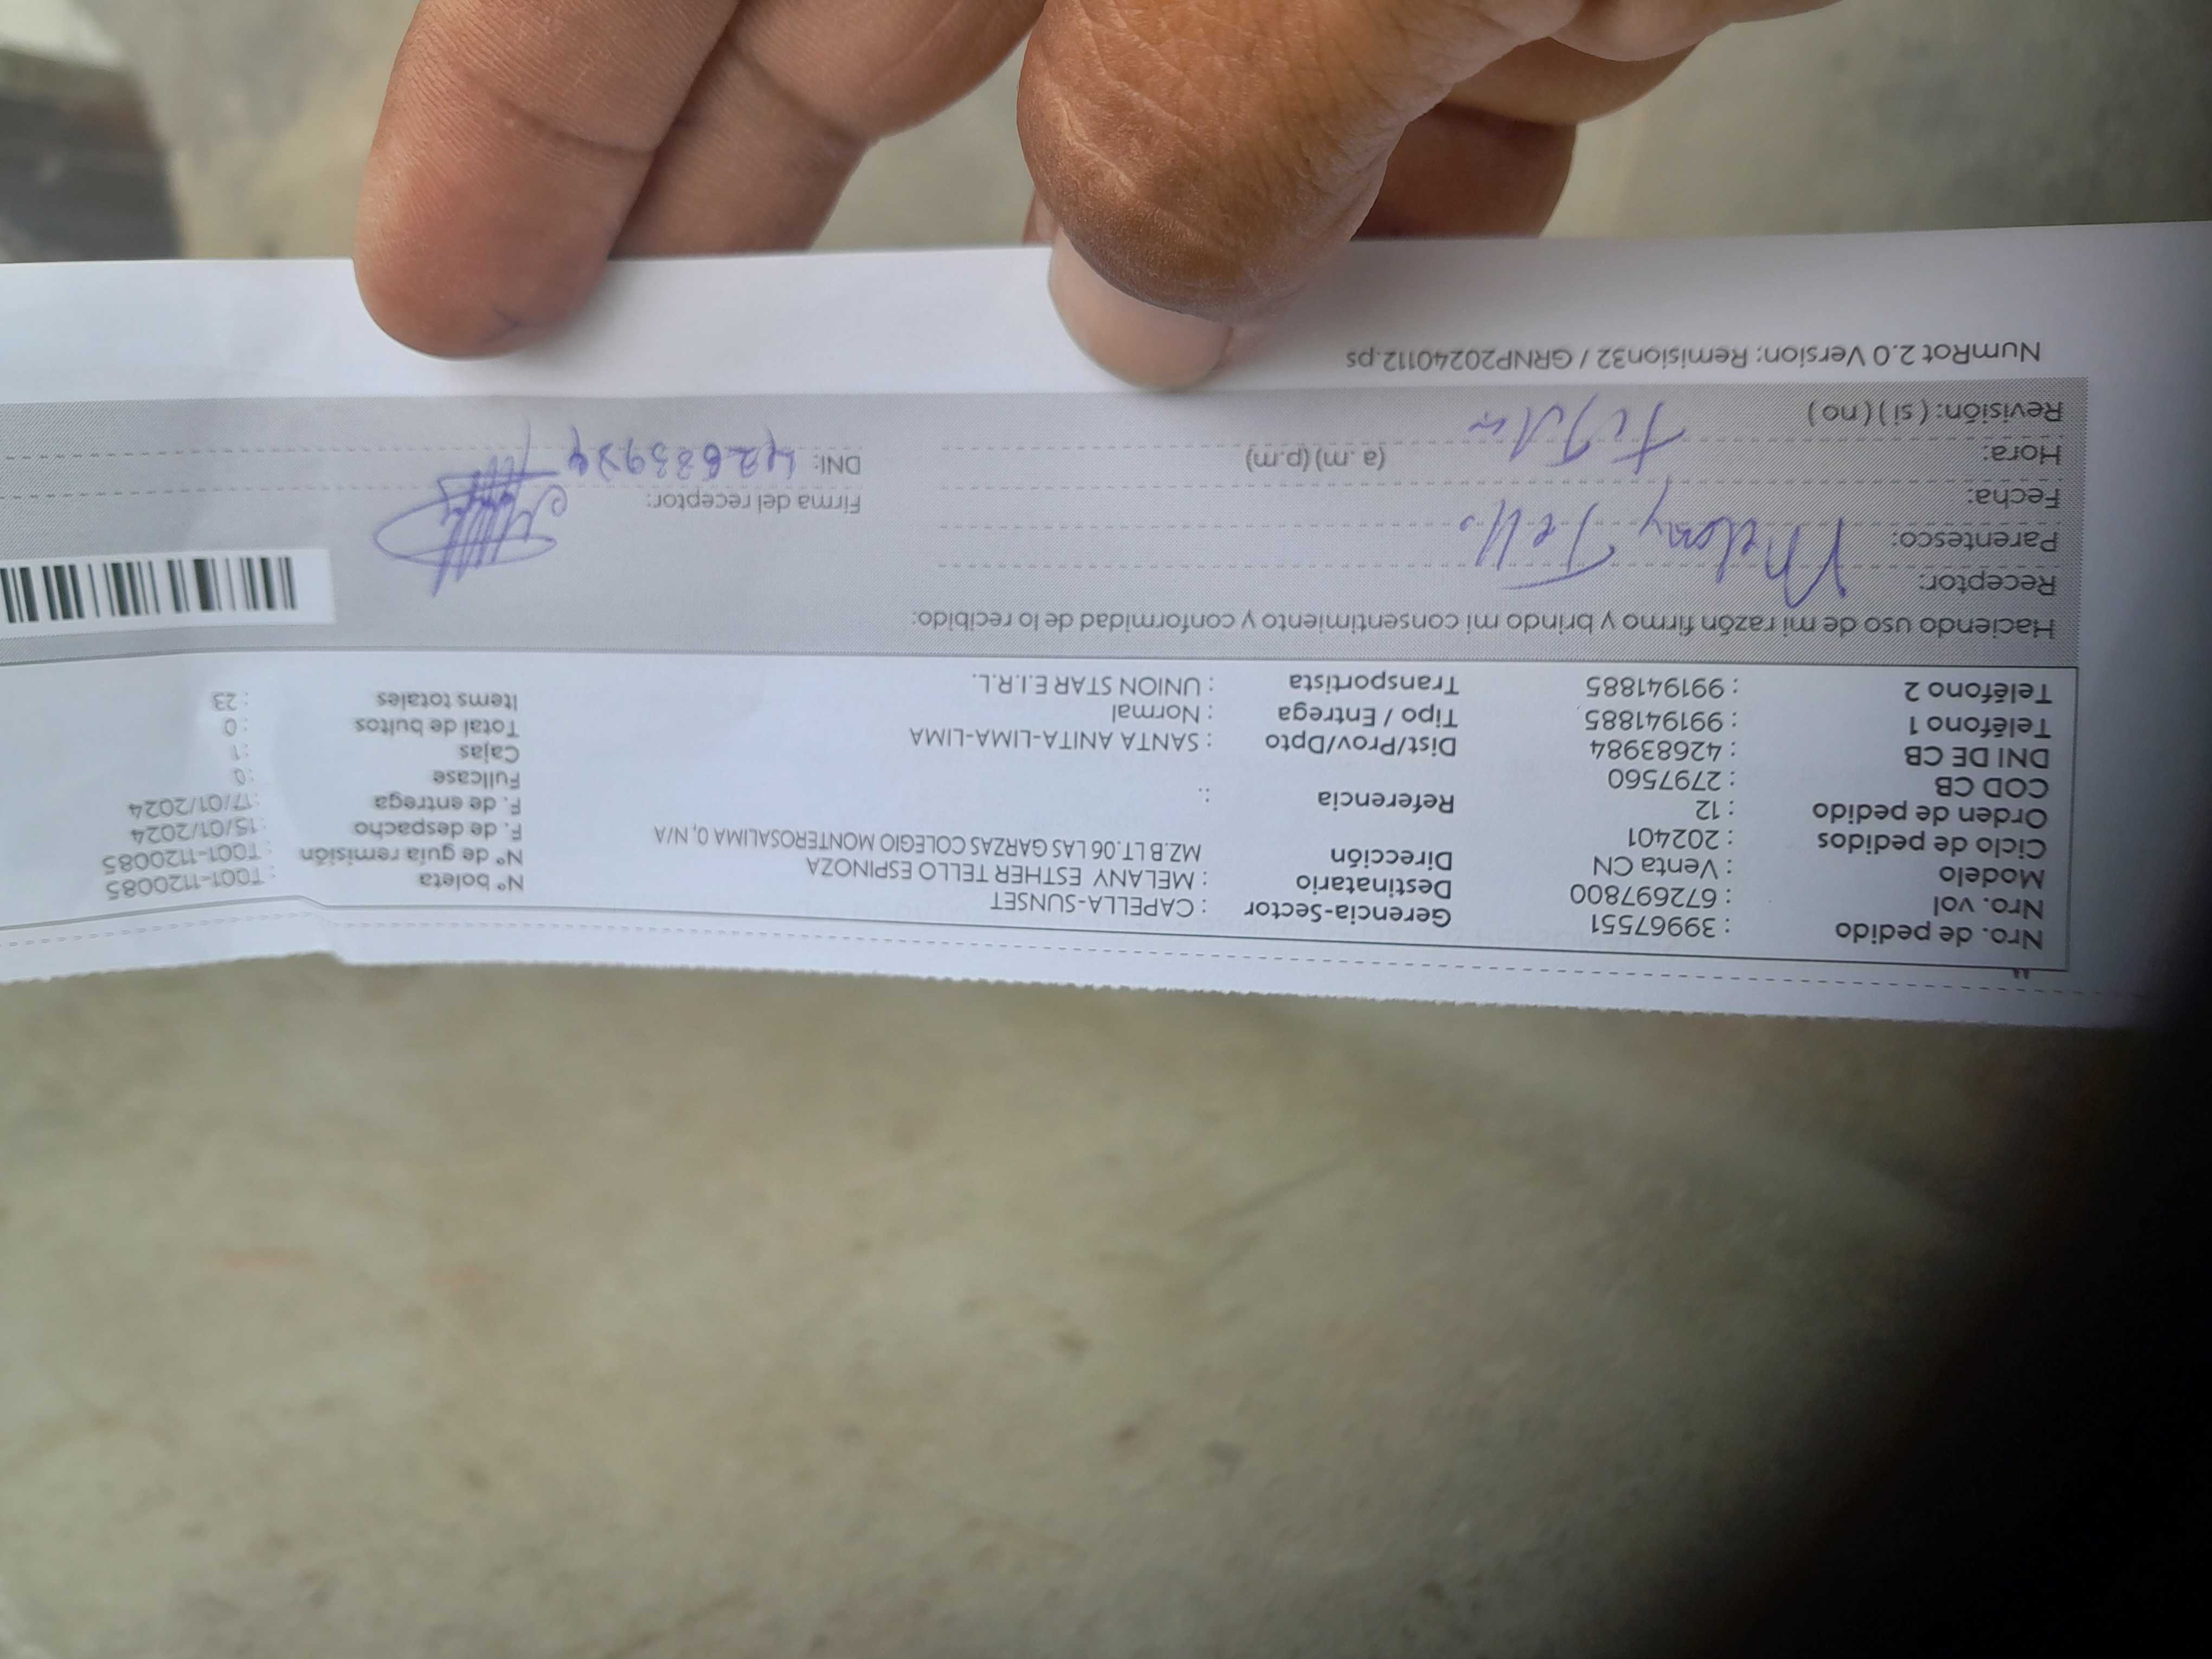 Nro. de pedido : 39967551 Gerencia-Sector : CAPELLA-SUNSET Nº boleta : T001-1120085
Nro. vol : 672697800 Destinatario : MELANY ESTHER TELLO ESPINOZA Nº de guía remisión : T001-1120085
Modelo : Venta CN Dirección MZ.B LT.06 LAS GARZAS COLEGIO MONTEROSALIMA 0, N/A F. de despacho : 15/01/2024
Ciclo de pedidos : 202401 F. de entrega : 17/01/2024
Orden de pedido : 12 Referencia : : Fullcase : 0
COD CB : 2797560 Cajas : 1
DNI DE CB : 42683984 Dist/Prov/Dpto : SANTA ANITA-LIMA-LIMA Total de bultos : 0
Teléfono 1 : 991941885 Tipo / Entrega : Normal Items totales : 23
Teléfono 2 : 991941885 Transportista : UNION STAR E.I.R.L.
Haciendo uso de mi razón firmo y brindo mi consentimiento y conformidad de lo recibido:
Receptor: Melany Tello
Parentesco:
Fecha: Firma del receptor:
Hora: (a .m) (p.m) DNI:
Revisión: ( si ) ( no )
NumRot 2.0 Version; Remision32 / GRNP20240112.ps